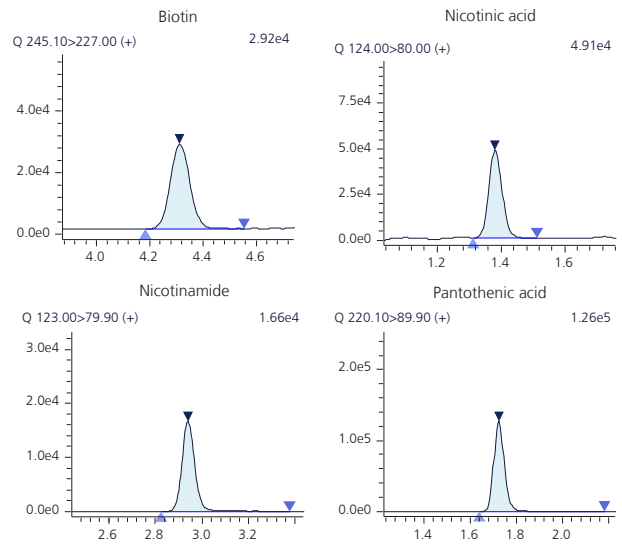 Biotin
Q 245.10>227.00 (+) 2.92e4
4.0e4
2.0e4
0.0e0
4.0 4.2 4.4 4.6
Nicotinic acid
Q 124.00>80.00 (+) 4.91e4
7.5e4
5.0e4
2.5e4
0.0e0
1.2 1.4 1.6
Nicotinamide
Q 123.00>79.90 (+) 1.66e4
3.0e4
2.0e4
1.0e4
0.0e0
2.6 2.8 3.0 3.2
Pantothenic acid
Q 220.10>89.90 (+) 1.26e5
2.0e5
1.0e5
0.0e0
1.4 1.6 1.8 2.0